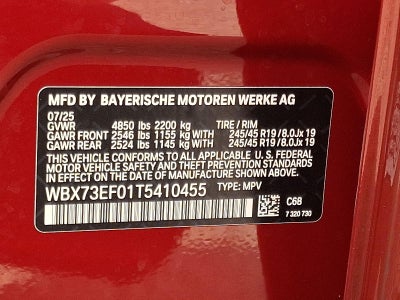 MFD BY BAYERISCHE MOTOREN WERKE AG
07/25
GVWR 4850 lbs 2200 kg TIRE / RIM
GAWR FRONT 2546 lbs 1155 kg WITH 245/45 R19 / 8.0Jx 19
GAWR REAR 2524 lbs 1145 kg WITH 245/45 R19 / 8.0Jx 19
THIS VEHICLE CONFORMS TO ALL APPLICABLE U.S. FEDERAL
MOTOR VEHICLE SAFETY AND THEFT PREVENTION STANDARDS
IN EFFECT ON THE DATE OF MANUFACTURE SHOWN ABOVE.
WBX73EF01T5410455 TYPE: MPV
C68
7 320 730